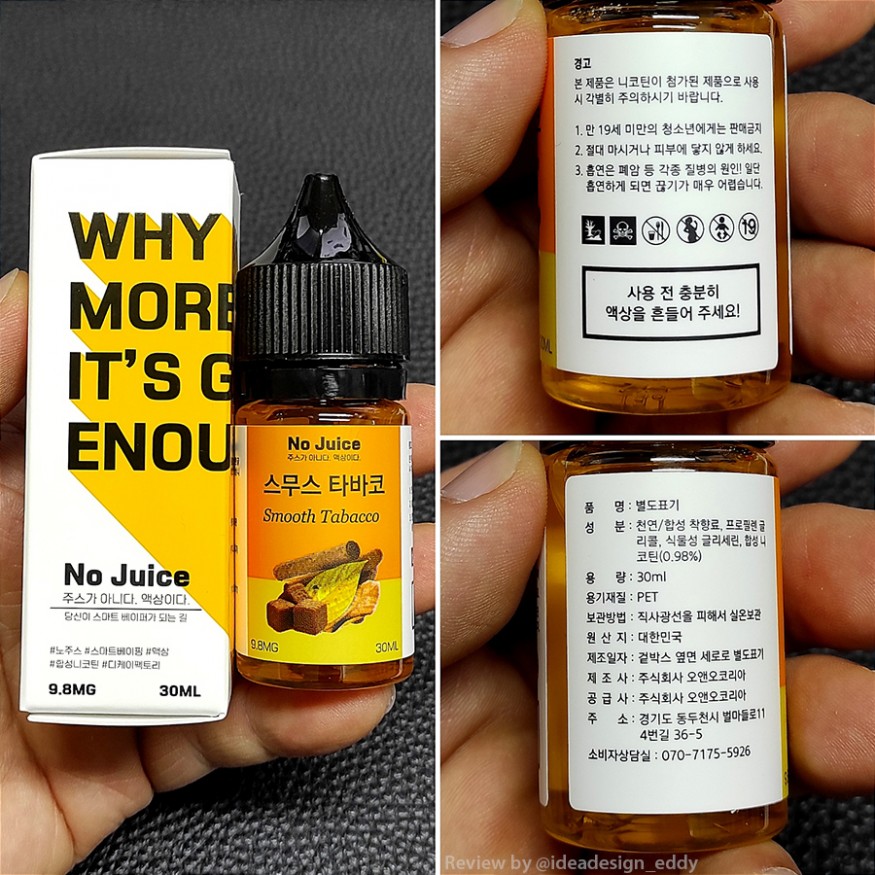 WHY
MORE
IT'S G
ENOU
No Juice
주스가 아니다. 액상이다.
당신이 스마트 베이퍼가 되는 길
#노주스 #스마트베이핑 #액상
#합성니코틴 #디케이팩토리
9.8MG 30ML
No Juice
주스가 아니다. 액상이다.
스무스 타바코
Smooth Tabacco
9.8MG 30ML
경고
본 제품은 니코틴이 첨가된 제품으로 사용
시 각별히 주의하시기 바랍니다.
1. 만 19세 미만의 청소년에게는 판매금지
2. 절대 마시거나 피부에 닿지 않게 하세요.
3. 흡연은 폐암 등 각종 질병의 원인! 일단
흡연하게 되면 끊기가 매우 어렵습니다.
19
사용 전 충분히
액상을 흔들어 주세요!
품 명 : 별도표기
성 분 : 천연/합성 착향료, 프로필렌 글
리콜, 식물성 글리세린, 합성 니
코틴(0.98%)
용 량 : 30ml
용기재질 : PET
보관방법 : 직사광선을 피해서 실온보관
원 산 지 : 대한민국
제조일자 : 겉박스 옆면 세로로 별도표기
제 조 사 : 주식회사 오앤오코리아
공 급 사 : 주식회사 오앤오코리아
주 소 : 경기도 동두천시 벌마들로11
4번길 36-5
소비자상담실 : 070-7175-5926
Review by @ideadesign_eddy